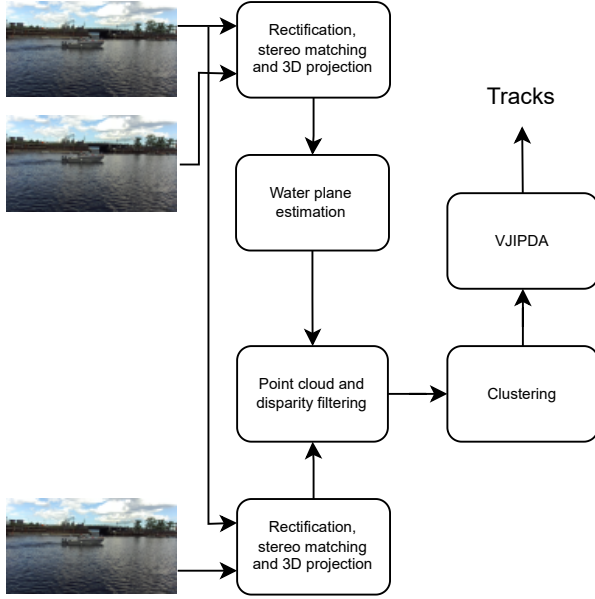 Rectification,
stereo matching
and 3D projection
Tracks
Water plane
estimation
VJIPDA
Point cloud and
disparity filtering
Clustering
Rectification,
stereo matching
and 3D projection